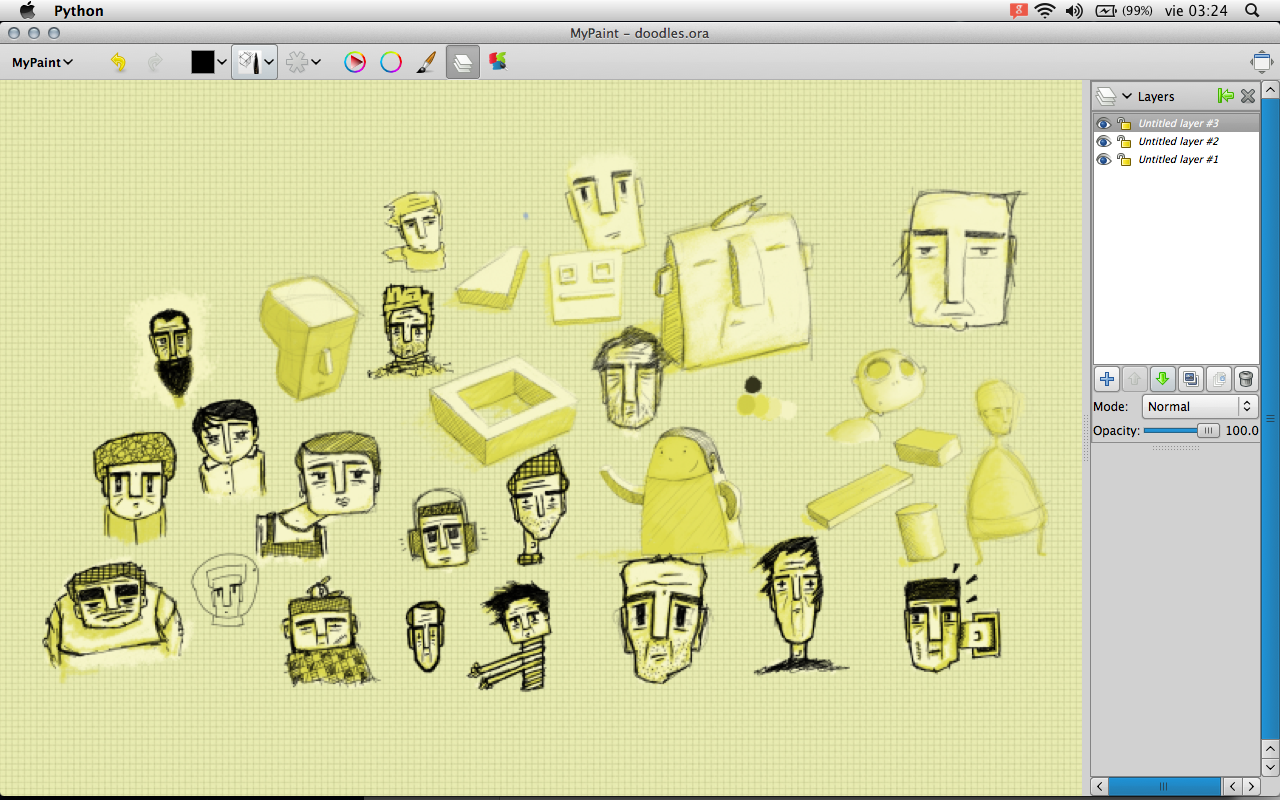 Python
(99%) vie 03:24
MyPaint – doodles.ora
MyPaint
Layers
Untitled layer #3
Untitled layer #2
Untitled layer #1
Mode: Normal
Opacity: 100.0